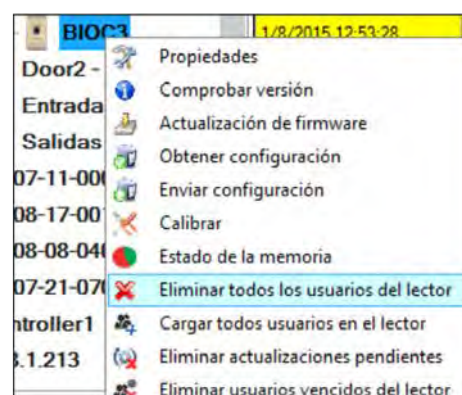 BIOC3 1/8/2015 12:53:28
Door2 - Propiedades
Entrada Comprobar versión
Salidas Actualización de firmware
07-11-00 Obtener configuración
08-17-00 Enviar configuración
08-08-04 Calibrar
Estado de la memoria
07-21-07 Eliminar todos los usuarios del lector
ntroller1 Cargar todos usuarios en el lector
.1.213 Eliminar actualizaciones pendientes
Eliminar usuarios vencidos del lector